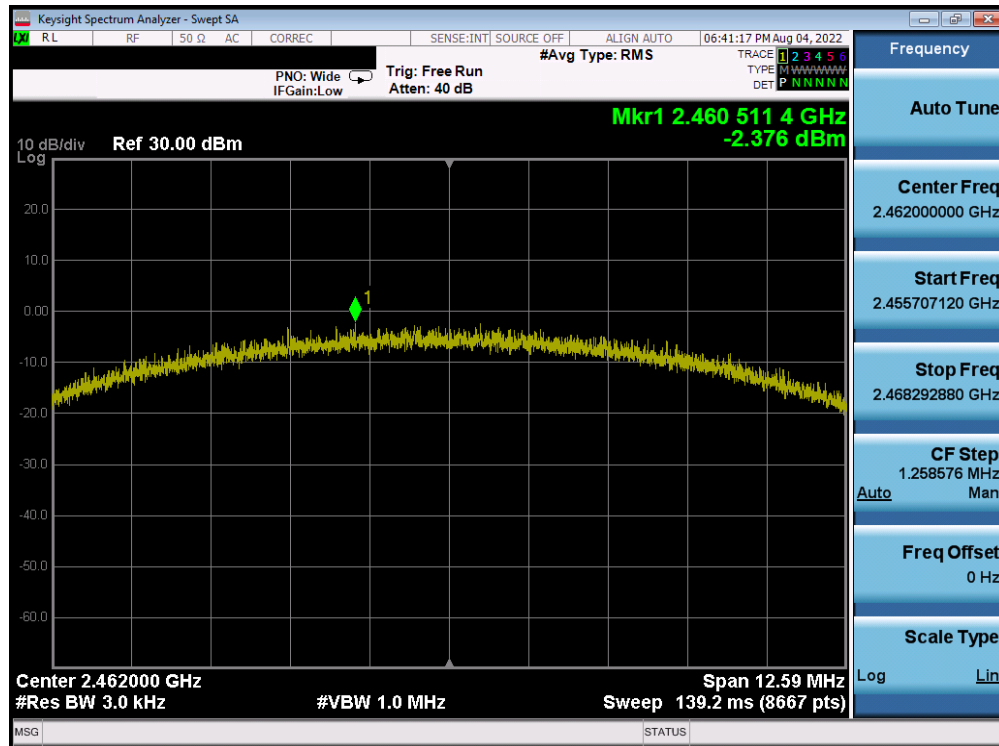 Keysight Spectrum Analyzer - Swept SA
LXI RL RF 50 Ω AC CORREC SENSE:INT SOURCE OFF ALIGN AUTO 06:41:17 PM Aug 04, 2022
#Avg Type: RMS
TRACE 1 2 3 4 5 6
TYPE M WWWWW
DET P N N N N N
PNO: Wide
IFGain:Low
Trig: Free Run
Atten: 40 dB
Mkr1 2.460 511 4 GHz
-2.376 dBm
10 dB/div
Log
Ref 30.00 dBm
20.0
10.0
0.00
-10.0
-20.0
-30.0
-40.0
-50.0
-60.0
1
Center 2.462000 GHz
#Res BW 3.0 kHz
#VBW 1.0 MHz
Span 12.59 MHz
Sweep 139.2 ms (8667 pts)
MSG
STATUS
Frequency
Auto Tune
Center Freq
2.462000000 GHz
Start Freq
2.455707120 GHz
Stop Freq
2.468292880 GHz
CF Step
1.258576 MHz
Auto Man
Freq Offset
0 Hz
Scale Type
Log Lin